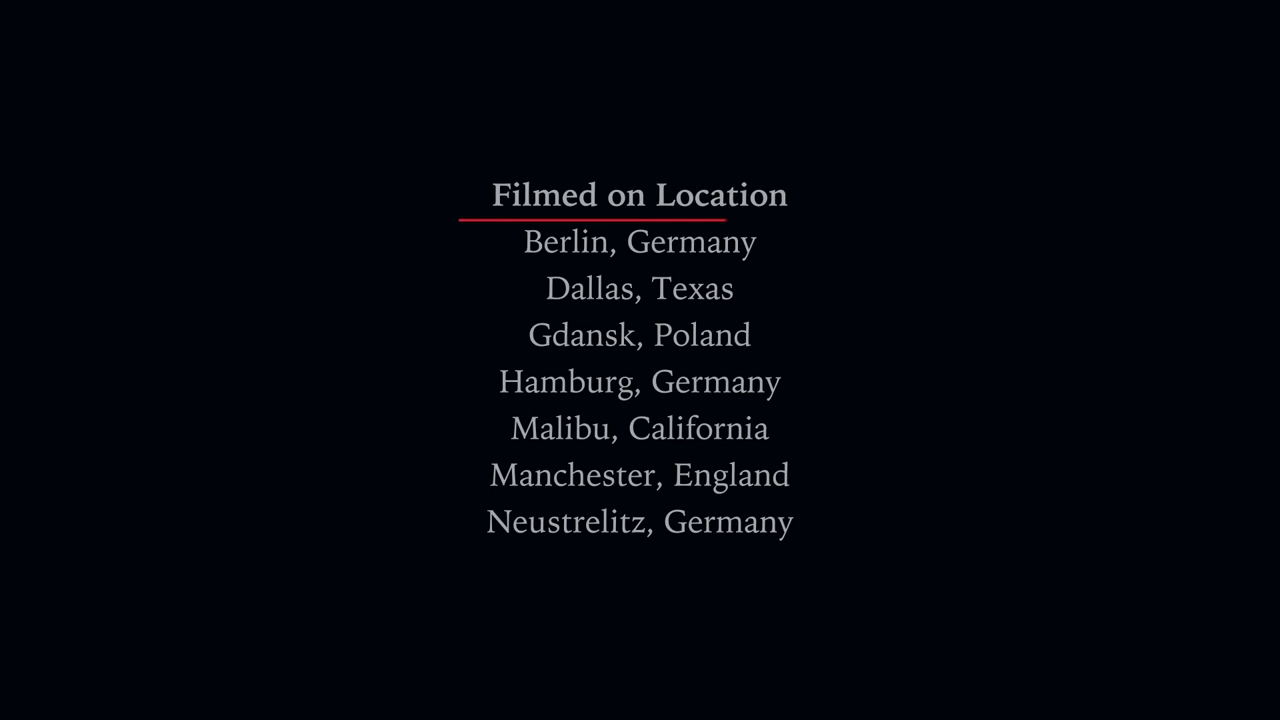 Filmed on Location
Berlin, Germany
Dallas, Texas
Gdansk, Poland
Hamburg, Germany
Malibu, California
Manchester, England
Neustrelitz, Germany